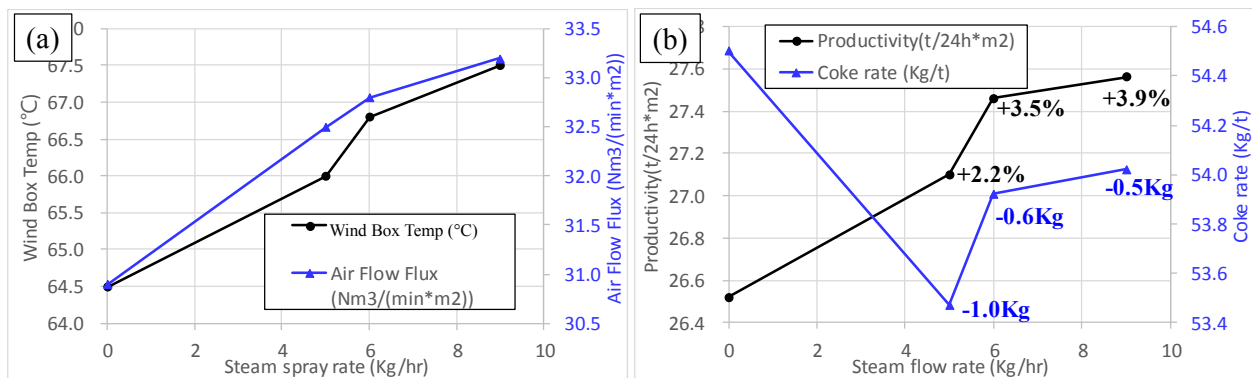 (a)
68.0
67.5
67.0
66.5
66.0
65.5
65.0
64.5
64.0
Wind Box Temp (℃)
33.5
33.0
32.5
32.0
31.5
31.0
30.5
Air Flow Flux (Nm3/(min*m2))
Wind Box Temp (℃)
Air Flow Flux
(Nm3/(min*m2))
0 2 4 6 8 10
Steam spray rate (Kg/hr)
(b)
27.6
27.4
27.2
27.0
26.8
26.6
26.4
Productivity(t/24h*m2)
54.6
54.4
54.2
54.0
53.8
53.6
53.4
Coke rate (Kg/t)
Productivity(t/24h*m2)
Coke rate (Kg/t)
+3.5%
+3.9%
+2.2%
-0.5Kg
-0.6Kg
-1.0Kg
0 2 4 6 8 10
Steam flow rate (Kg/hr)